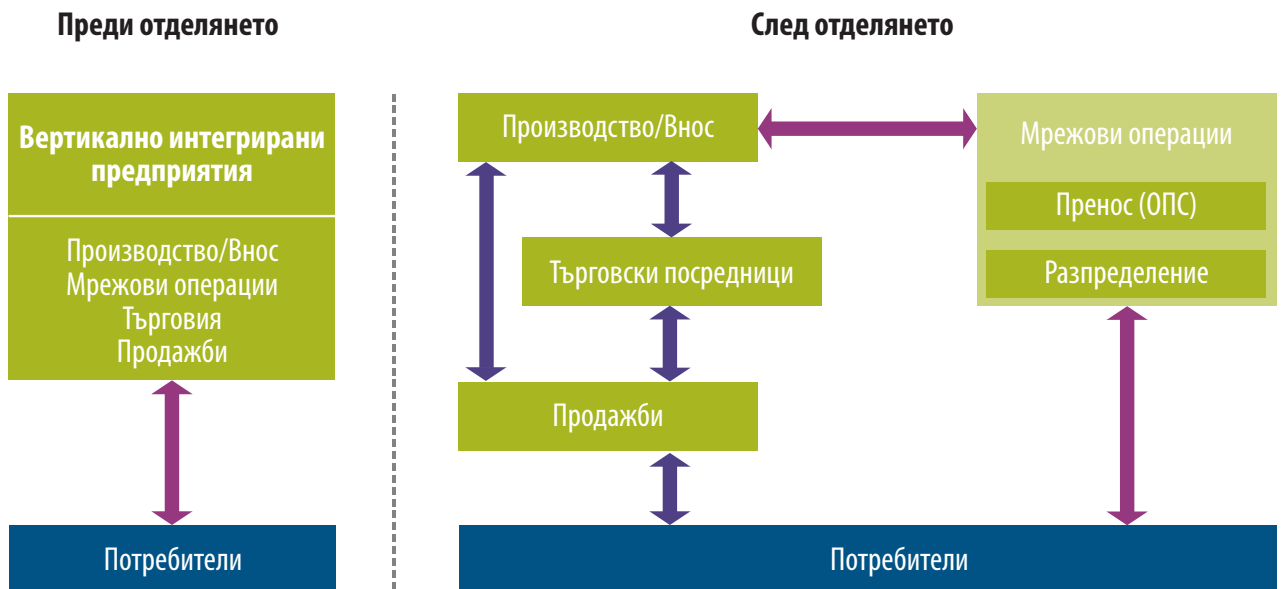 Преди отделянето
Вертикално интегрирани
предприятия
Производство/Внос
Мрежови операции
Търговия
Продажби
Потребители
След отделянето
Производство/Внос
Мрежови операции
Пренос (ОПС)
Разпределение
Търговски посредници
Продажби
Потребители